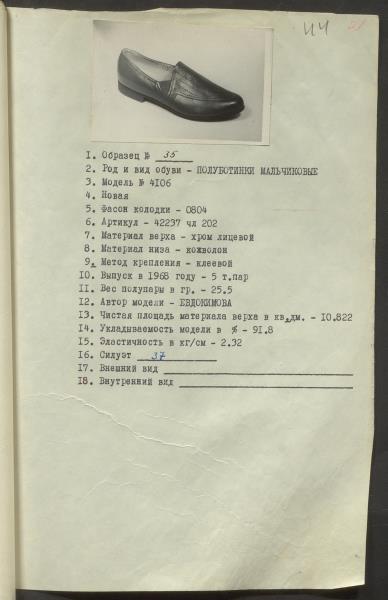 44 21
1. Образец № 35
2. Род и вид обуви - ПОЛУБОТИНКИ МАЛЬЧИКОВЫЕ
3. Модель № 4106
4. Новая
5. Фасон колодки - 0804
6. Артикул - 42237 чл 202
7. Материал верха - хром лицевой
8. Материал низа - кожволон
9. Метод крепления - клеевой
10. Выпуск в 1968 году - 5 т.пар
11. Вес полупары в гр. - 25.5
12. Автор модели - ЕВДОКИМОВА
13. Чистая площадь материала верха в кв.дм. - 10.822
14. Укладываемость модели в % - 91.8
15. Эластичность в кг/см - 2.32
16. Силуэт 37
17. Внешний вид
18. Внутренний вид